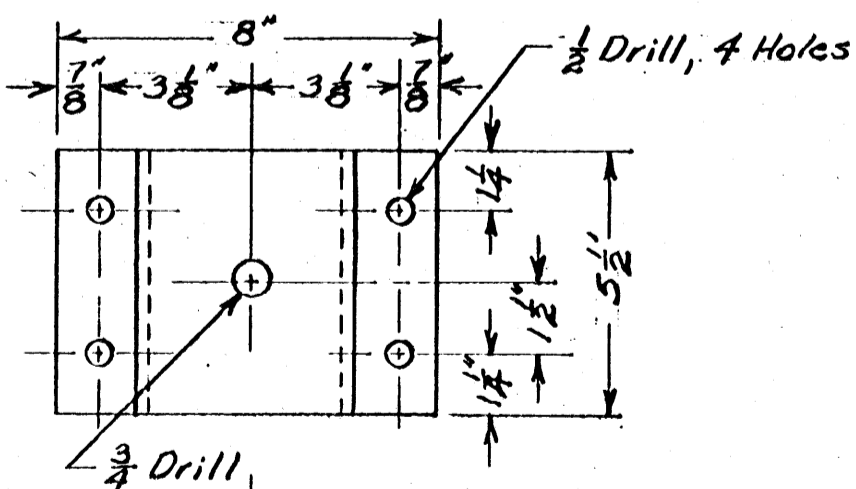 8"
1/2 Drill, 4 Holes
7/8" 3 1/8" 3 1/8" 7/8"
1 1/4
5 1/2"
1 1/2"
1 1/4"
3/4 Drill